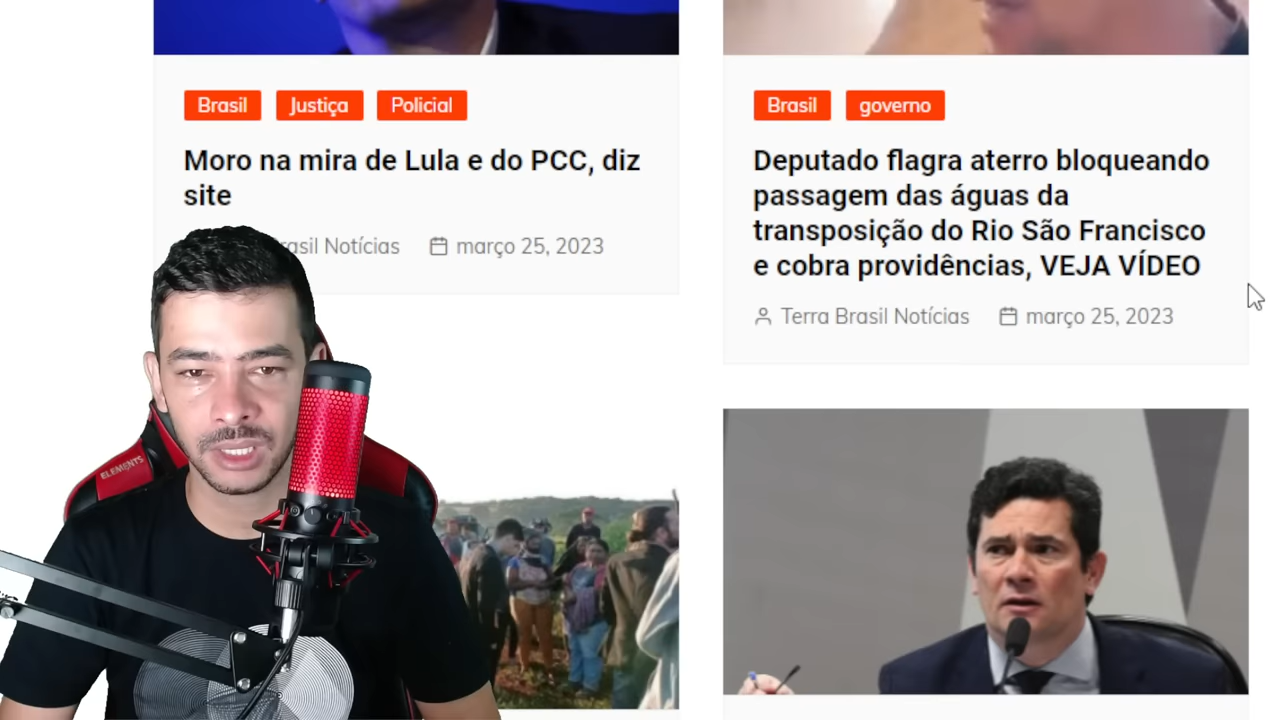 Brasil Justiça Policial
Moro na mira de Lula e do PCC, diz
site
Brasil Notícias março 25, 2023
Brasil governo
Deputado flagra aterro bloqueando
passagem das águas da
transposição do Rio São Francisco
e cobra providências, VEJA VÍDEO
Terra Brasil Notícias março 25, 2023
ELEMENTS